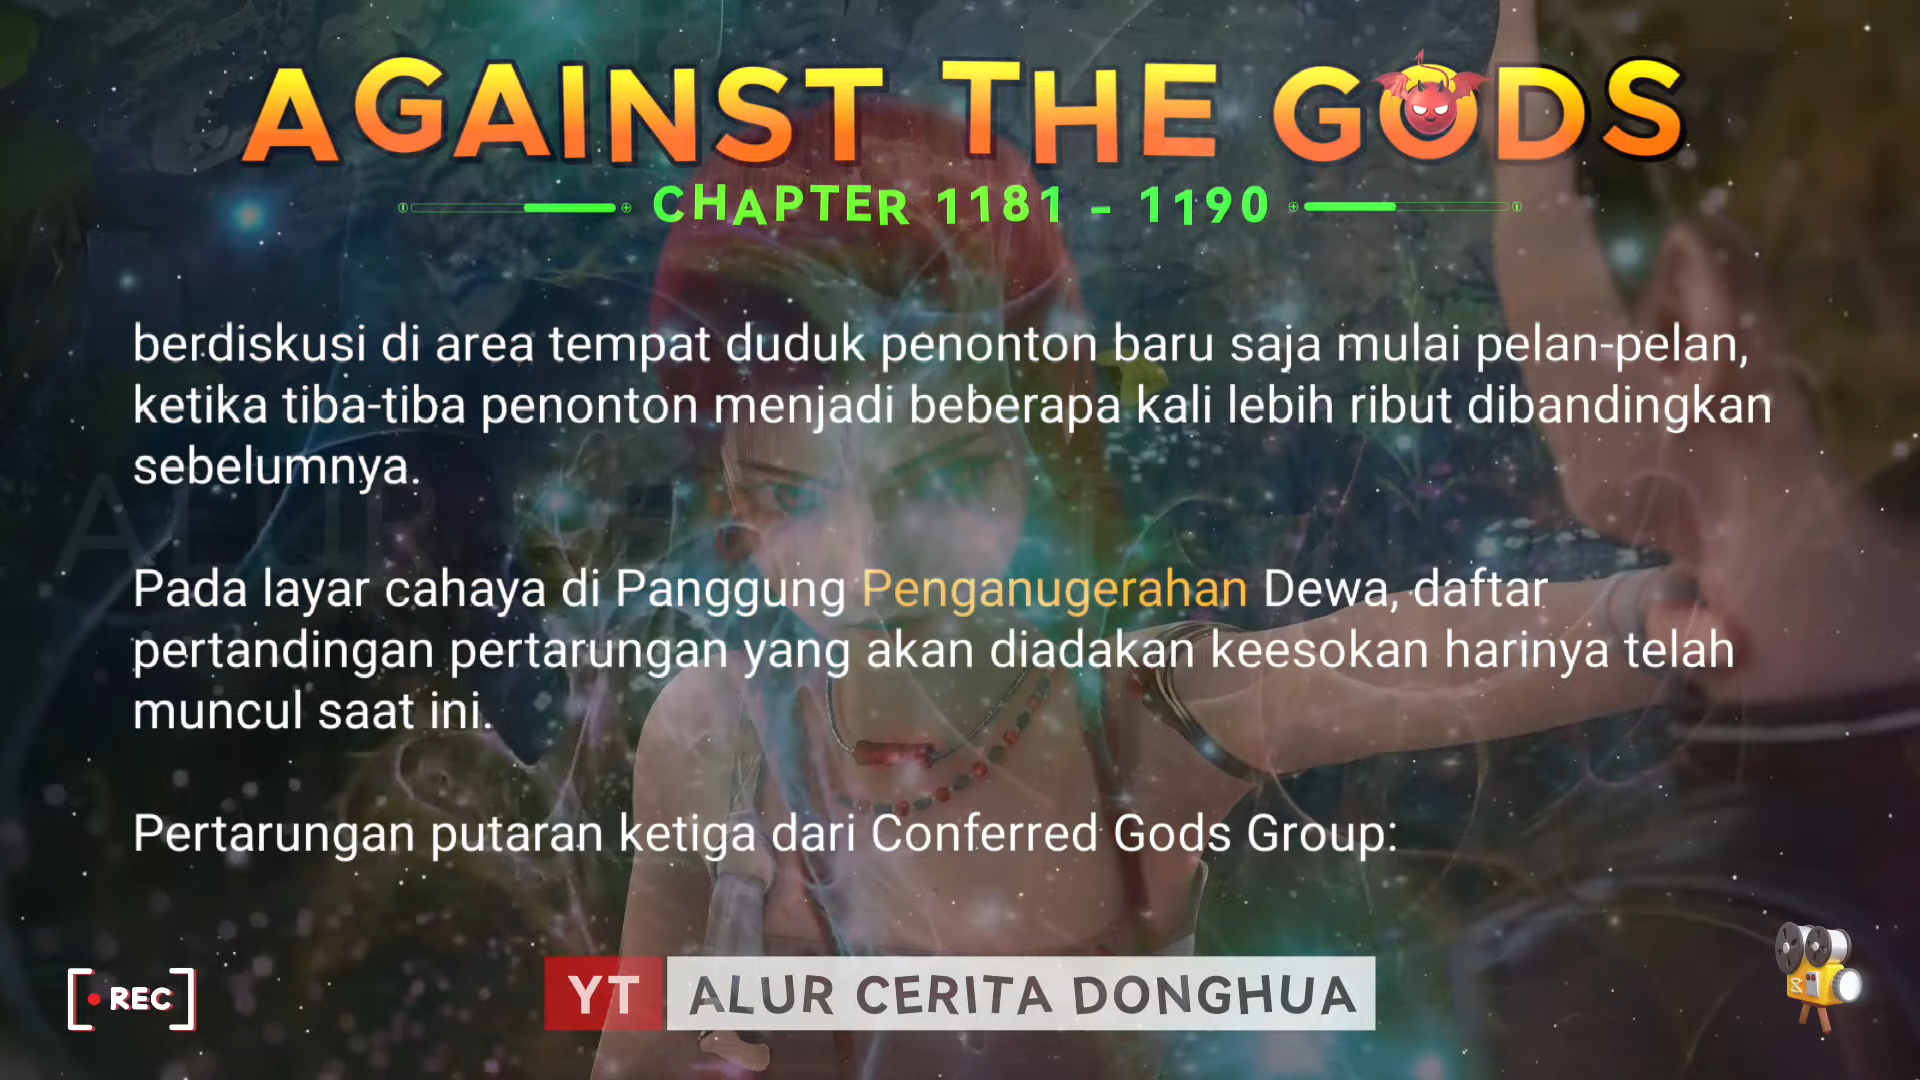 AGAINST THE GODS
CHAPTER 1181 - 1190
berdiskusi di area tempat duduk penonton baru saja mulai pelan-pelan,
ketika tiba-tiba penonton menjadi beberapa kali lebih ribut dibandingkan
sebelumnya.
Pada layar cahaya di Panggung Penganugerahan Dewa, daftar
pertandingan pertarungan yang akan diadakan keesokan harinya telah
muncul saat ini.
Pertarungan putaran ketiga dari Conferred Gods Group:
REC
YT ALUR CERITA DONGHUA